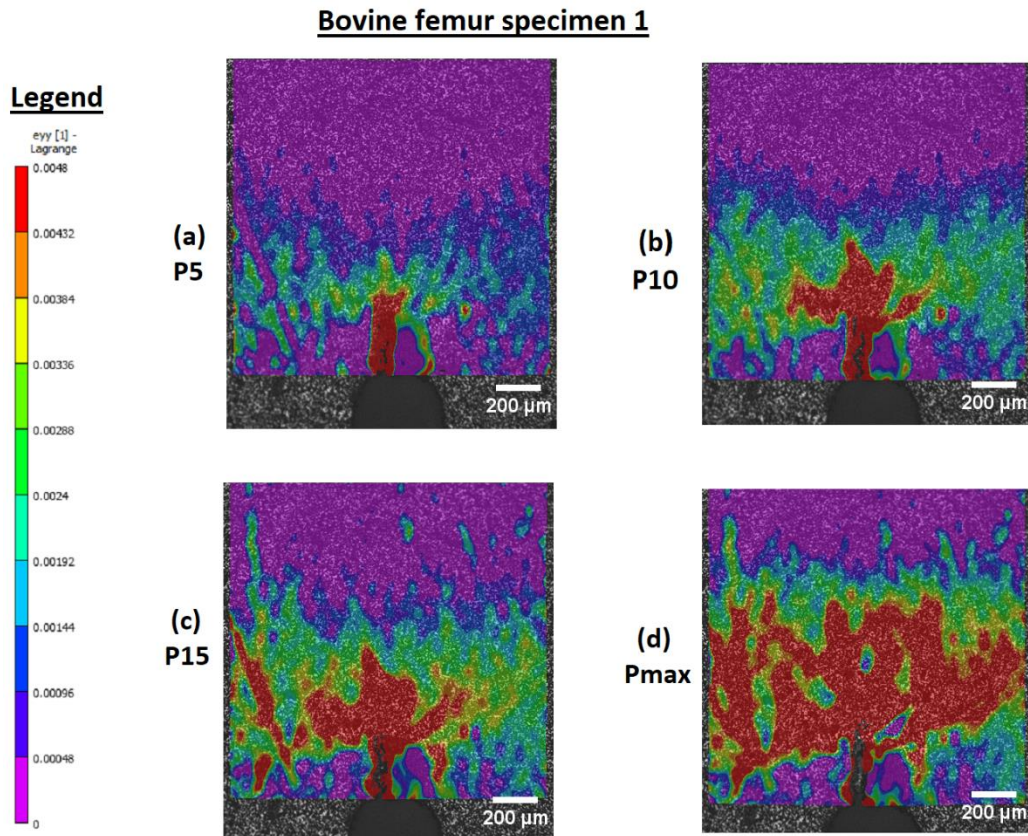 Bovine femur specimen 1
Legend
eyy [1] -
Lagrange
0.0048
0.00432
0.00384
0.00336
0.00288
0.0024
0.00192
0.00144
0.00096
0.00048
0
(a)
P5
200 µm
(b)
P10
200 µm
(c)
P15
200 µm
(d)
Pmax
200 µm